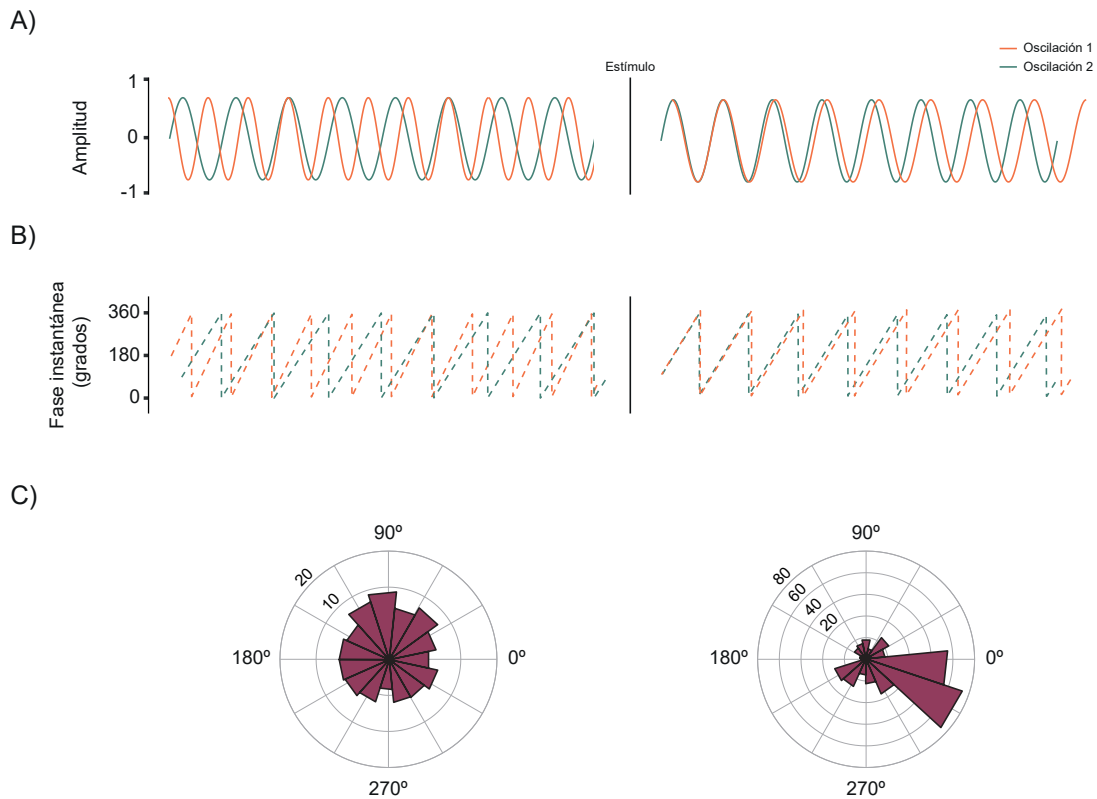 A)
Oscilación 1
Estímulo
Oscilación 2
1
Amplitud
0
-1
B)
Fase instantánea
(grados)
360
180
0
C)
90º
90º
20
10
180º
0º
80
60
40
20
180º
0º
270º
270º